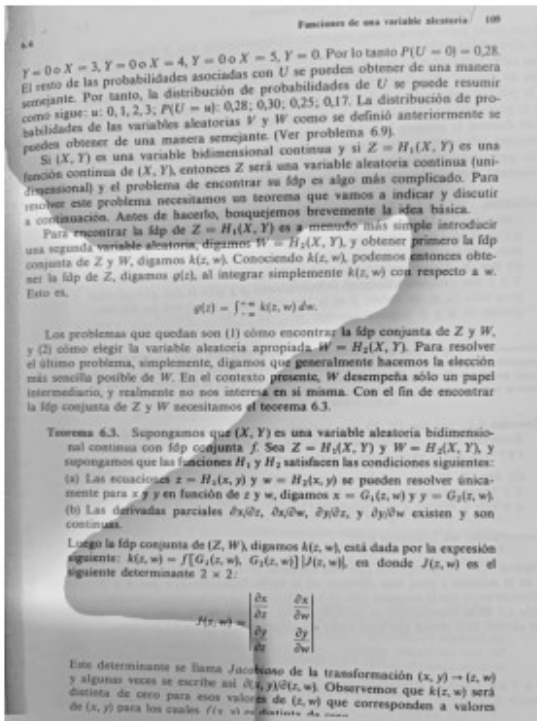 Funciones de una variable aleatoria 109
6.4
Y = 0 o X = 3, Y = 0 o X = 4, Y = 0 o X = 5, Y = 0. Por lo tanto P(U = 0) = 0,28.
El resto de las probabilidades asociadas con U se pueden obtener de una manera
semejante. Por tanto, la distribución de probabilidades de U se puede resumir
como sigue: u: 0, 1, 2, 3; P(U = u): 0,28; 0,30; 0,25; 0,17. La distribución de pro-
babilidades de las variables aleatorias V y W como se definió anteriormente se
pueden obtener de una manera semejante. (Ver problema 6.9).
Si (X, Y) es una variable bidimensional continua y si Z = H₁(X, Y) es una
función continua de (X, Y), entonces Z será una variable aleatoria continua (uni-
dimensional) y el problema de encontrar su fdp es algo más complicado. Para
resolver este problema necesitamos un teorema que vamos a indicar y discutir
a continuación. Antes de hacerlo, bosquejemos brevemente la idea básica.
Para encontrar la fdp de Z = H₁(X, Y) es a menudo más simple introducir
una segunda variable aleatoria, digamos W = H₂(X, Y), y obtener primero la fdp
conjunta de Z y W, digamos k(z, w). Conociendo k(z, w), podemos entonces obte-
ner la fdp de Z, digamos g(z), al integrar simplemente k(z, w) con respecto a w.
Esto es,
g(z) = ∫₋∞⁺∞ k(z, w) dw.
Los problemas que quedan son (1) cómo encontrar la fdp conjunta de Z y W,
y (2) cómo elegir la variable aleatoria apropiada W = H₂(X, Y). Para resolver
el último problema, simplemente, digamos que generalmente hacemos la elección
más sencilla posible de W. En el contexto presente, W desempeña sólo un papel
intermediario, y realmente no nos interesa en sí misma. Con el fin de encontrar
la fdp conjunta de Z y W necesitamos el teorema 6.3.
Teorema 6.3. Supongamos que (X, Y) es una variable aleatoria bidimensio-
nal continua con fdp conjunta f. Sea Z = H₁(X, Y) y W = H₂(X, Y), y
supongamos que las funciones H₁ y H₂ satisfacen las condiciones siguientes:
(a) Las ecuaciones z = H₁(x, y) y w = H₂(x, y) se pueden resolver única-
mente para x y y en función de z y w, digamos x = G₁(z, w) y y = G₂(z, w).
(b) Las derivadas parciales ∂x/∂z, ∂x/∂w, ∂y/∂z, y ∂y/∂w existen y son
continuas.
Luego la fdp conjunta de (Z, W), digamos k(z, w), está dada por la expresión
siguiente: k(z, w) = f[G₁(z, w), G₂(z, w)] |J(z, w)|, en donde J(z, w) es el
siguiente determinante 2 × 2:
∂x ∂x
∂z ∂w
J(z, w) =
∂y ∂y
∂z ∂w
Este determinante se llama Jacobiano de la transformación (x, y) → (z, w)
y algunas veces se escribe así ∂(x, y)/∂(z, w). Observemos que k(z, w) será
distinta de cero para esos valores de (z, w) que corresponden a valores
de (x, y) para los cuales f(x, y) es distinta de cero